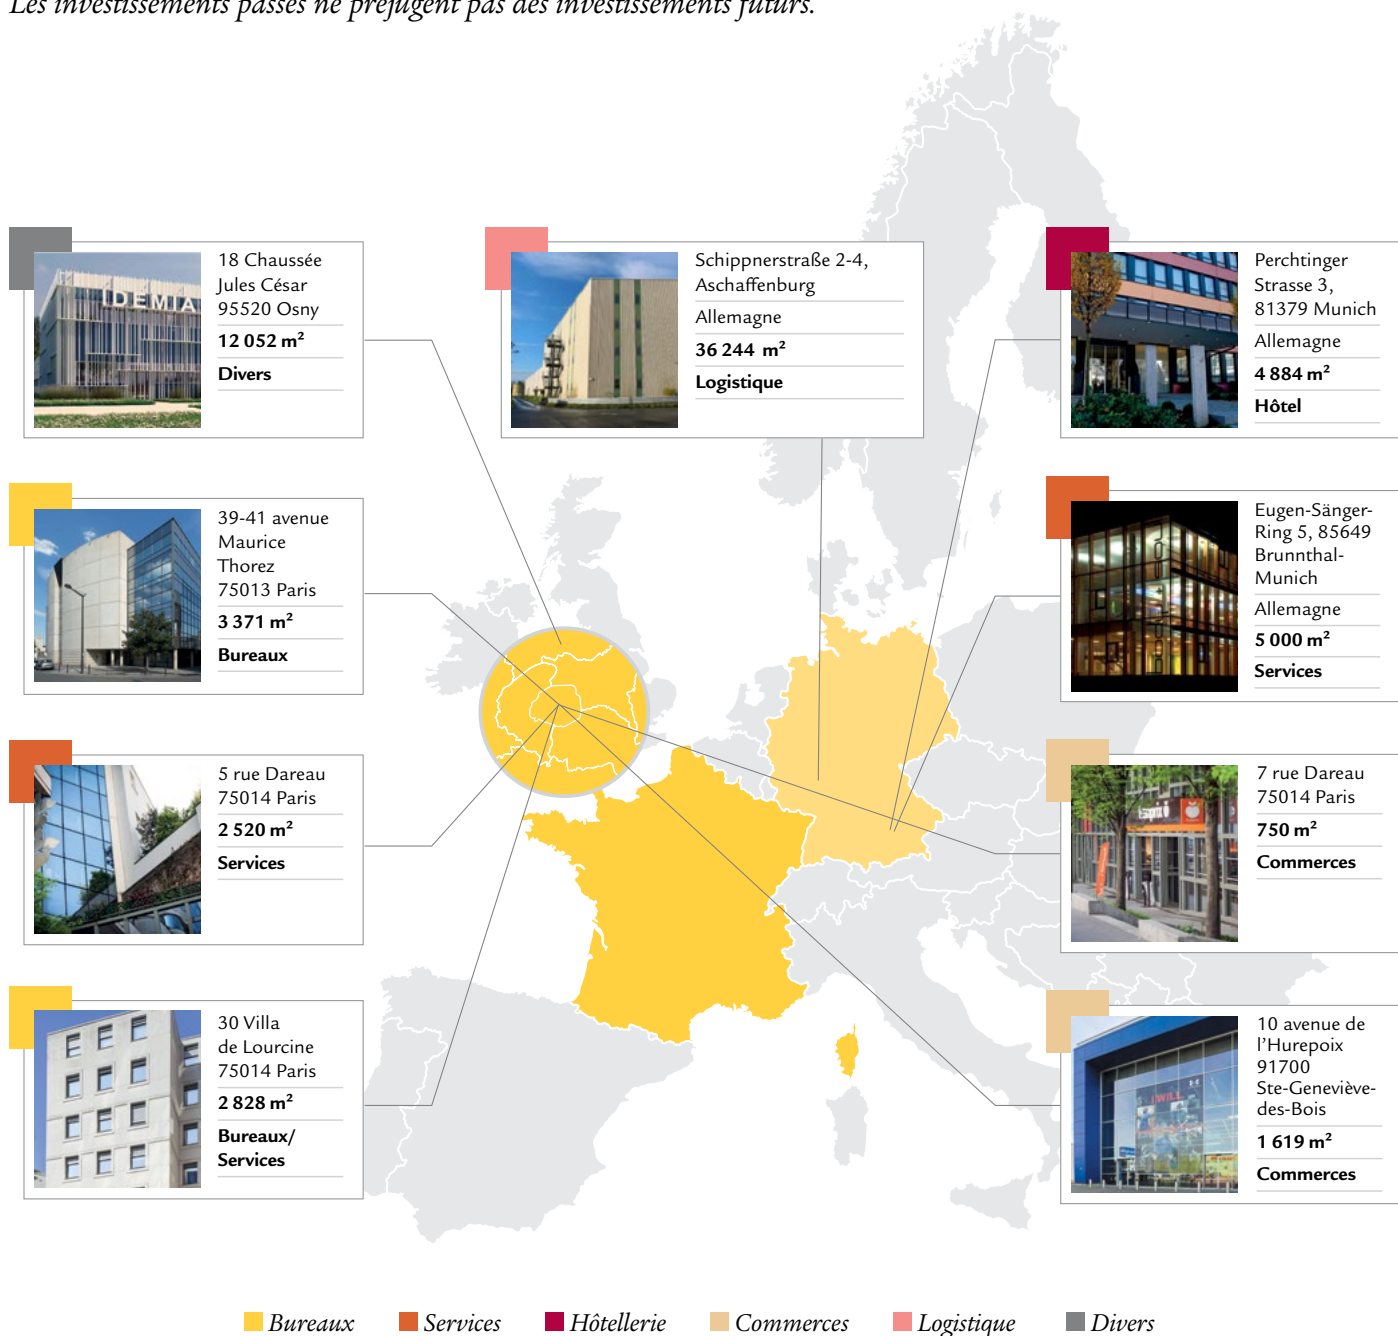 Les investissements passés ne préjugent pas des investissements futurs.
18 Chaussée
Jules César
95520 Osny
12 052 m²
Divers
IDEMIA
Schippnerstraße 2-4,
Aschaffenburg
Allemagne
36 244 m²
Logistique
Perchtinger
Strasse 3,
81379 Munich
Allemagne
4 884 m²
Hôtel
39-41 avenue
Maurice
Thorez
75013 Paris
3 371 m²
Bureaux
Eugen-Sänger-
Ring 5, 85649
Brunnthal-
Munich
Allemagne
5 000 m²
Services
5 rue Dareau
75014 Paris
2 520 m²
Services
7 rue Dareau
75014 Paris
750 m²
Commerces
30 Villa
de Lourcine
75014 Paris
2 828 m²
Bureaux/
Services
10 avenue de
l'Hurepoix
91700
Ste-Geneviève-
des-Bois
1 619 m²
Commerces
I WILL
Bureaux Services Hôtellerie Commerces Logistique Divers